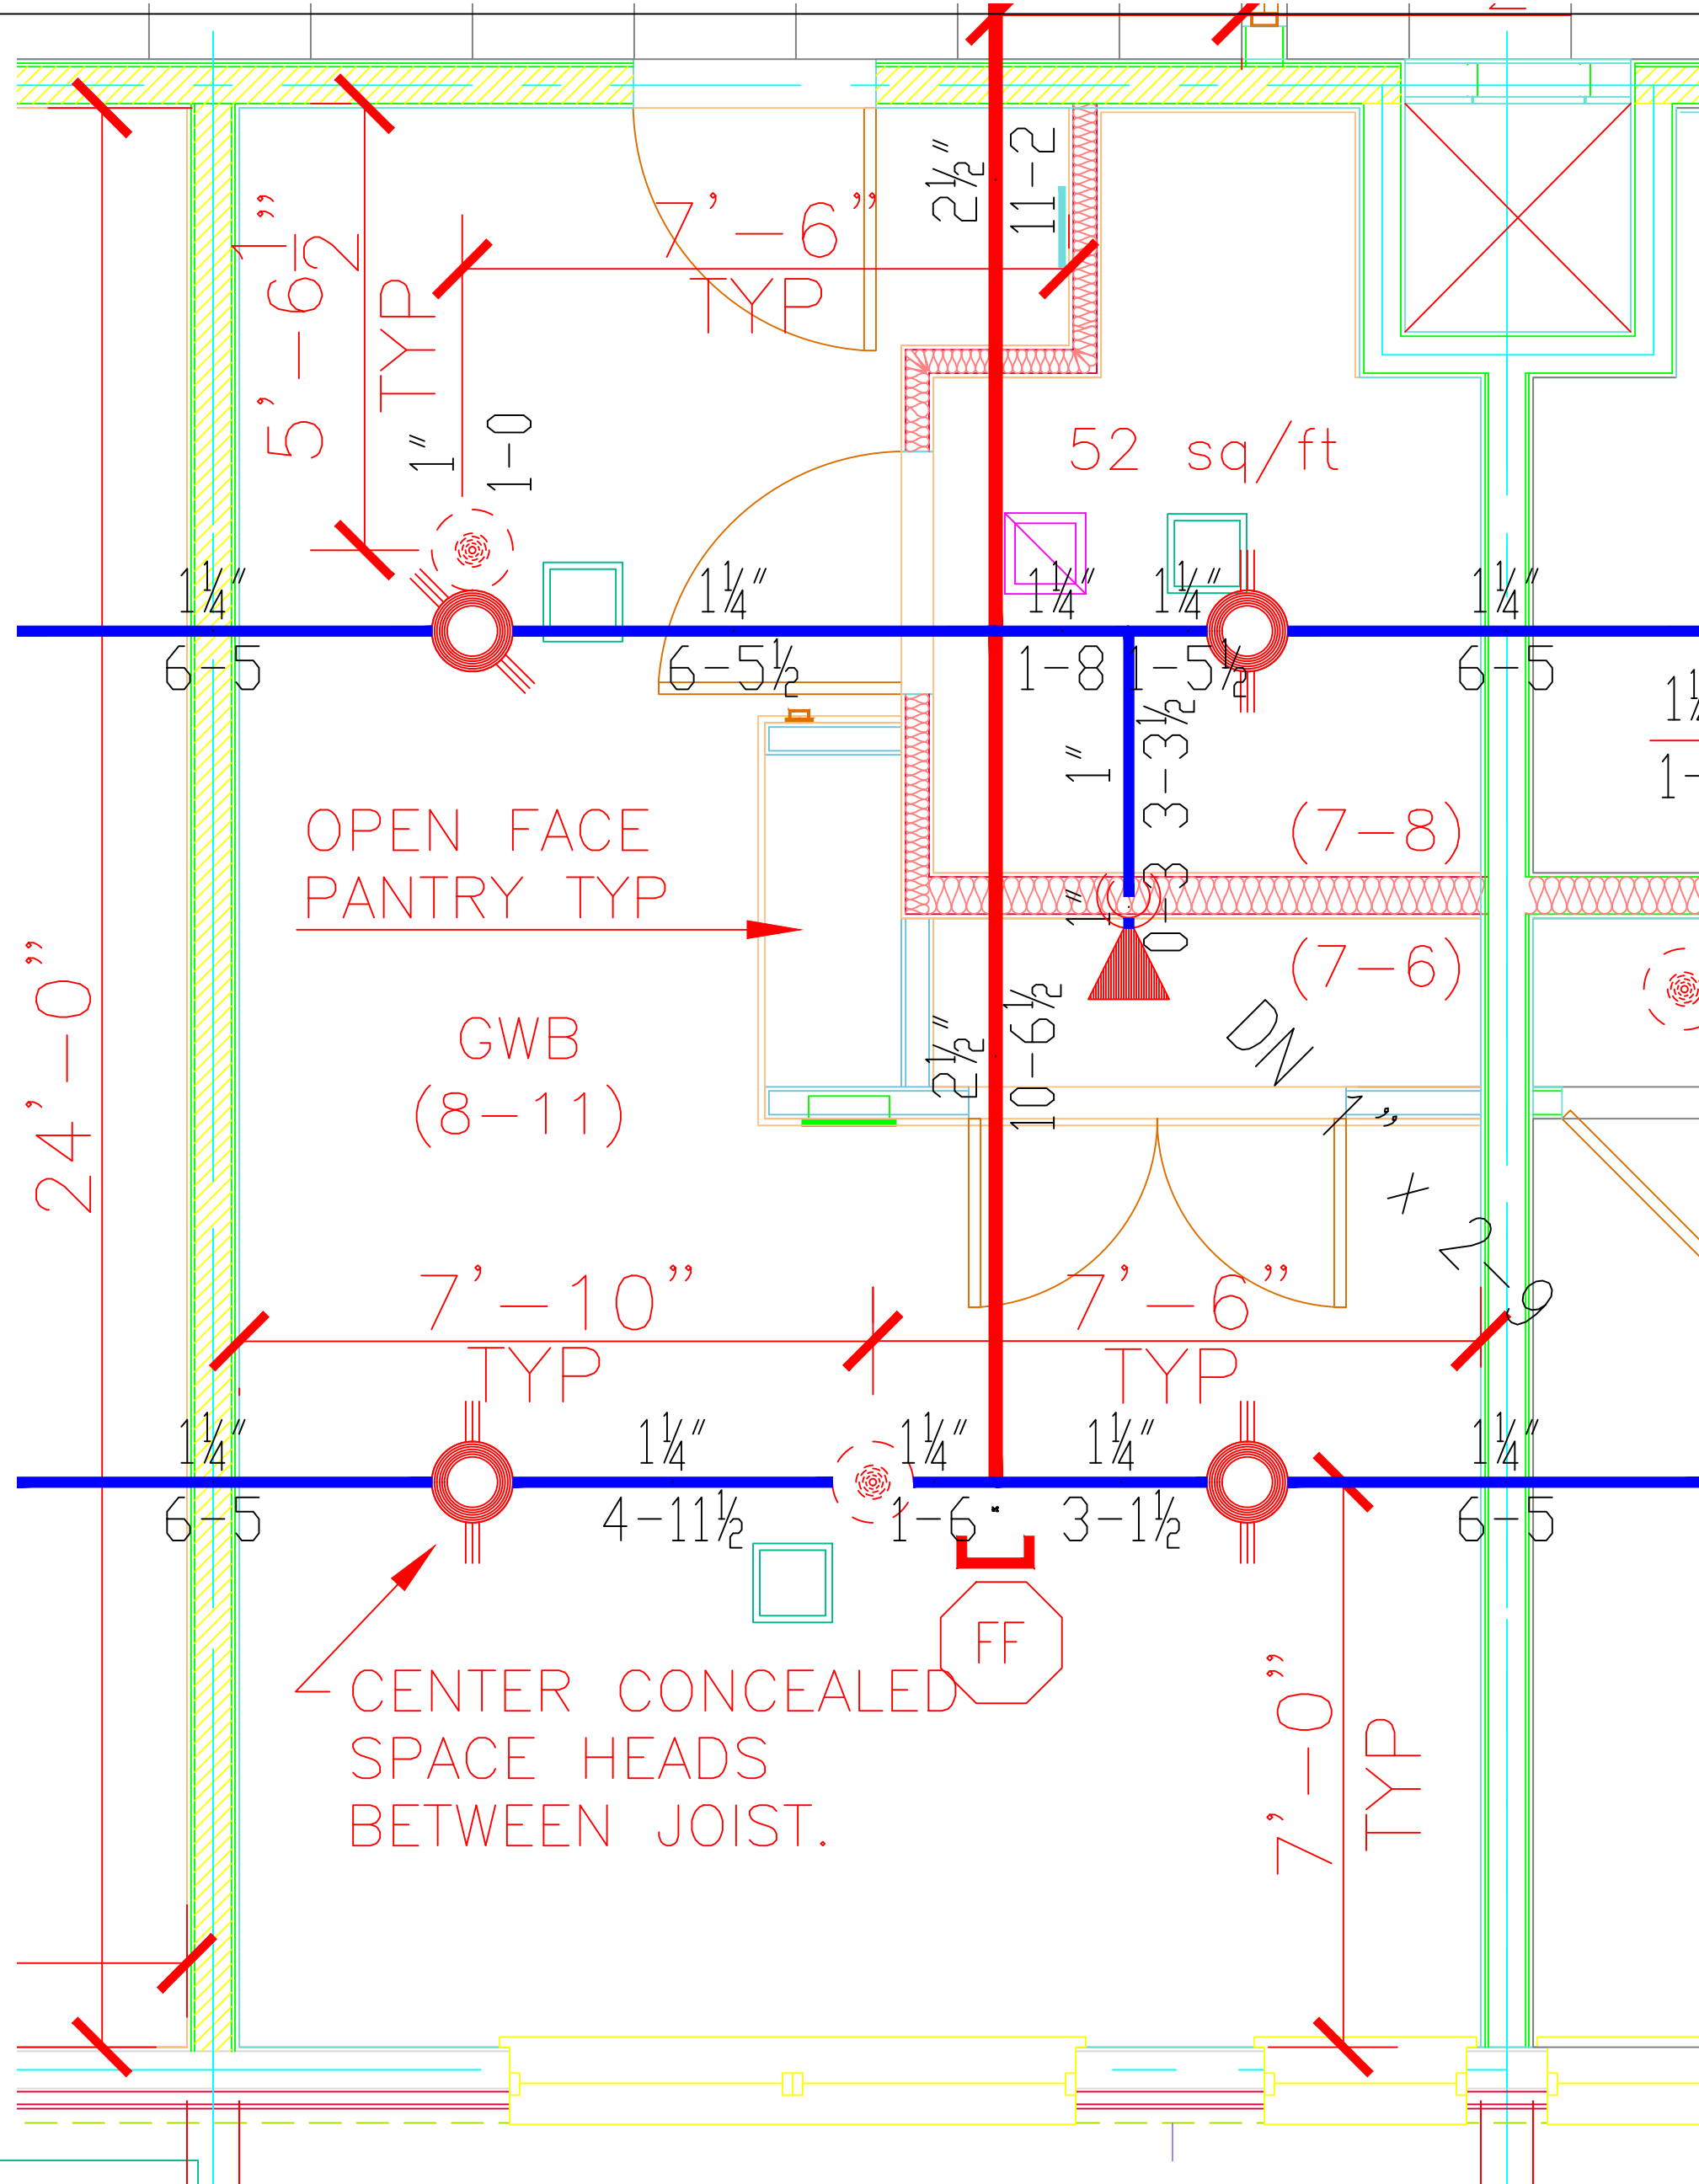 2½"
11-2
7'-6"
TYP
5'-6½"
TYP
1"
1-0
52 sq/ft
1¼"
6-5
1¼"
6-5½
1¼"
1-8
1¼"
1-5½
1¼"
6-5
1"
3-3½
1"
0-3
OPEN FACE
PANTRY TYP
(7-8)
(7-6)
24'-0"
GWB
(8-11)
2½"
10-6½
DN
7'-10"
TYP
7'-6"
TYP
1¼"
6-5
1¼"
4-11½
1¼"
1-6
1¼"
3-1½
1¼"
6-5
FF
CENTER CONCEALED
SPACE HEADS
BETWEEN JOIST.
7'-0"
TYP